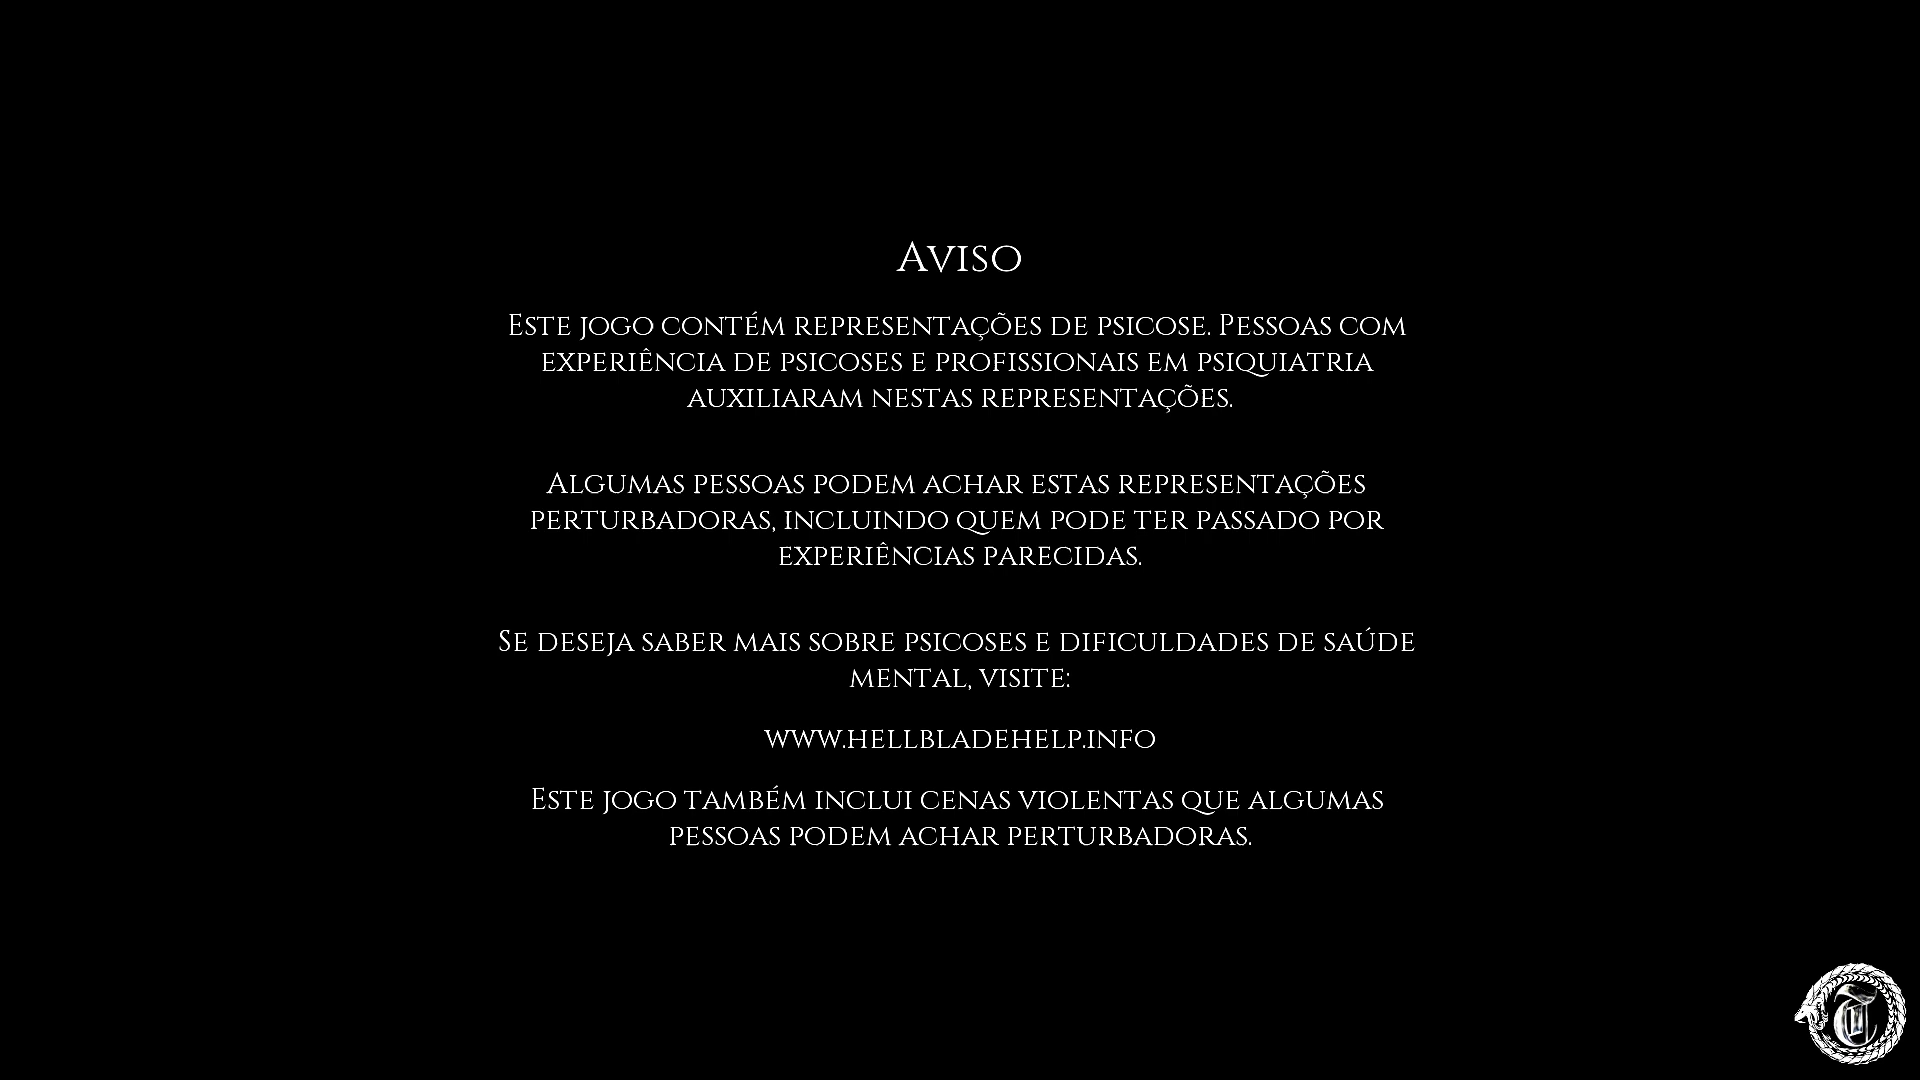 Aviso
Este jogo contém representações de psicose. Pessoas com
experiência de psicoses e profissionais em psiquiatria
auxiliaram nestas representações.
Algumas pessoas podem achar estas representações
perturbadoras, incluindo quem pode ter passado por
experiências parecidas.
Se deseja saber mais sobre psicoses e dificuldades de saúde
mental, visite:
www.hellbladehelp.info
Este jogo também inclui cenas violentas que algumas
pessoas podem achar perturbadoras.